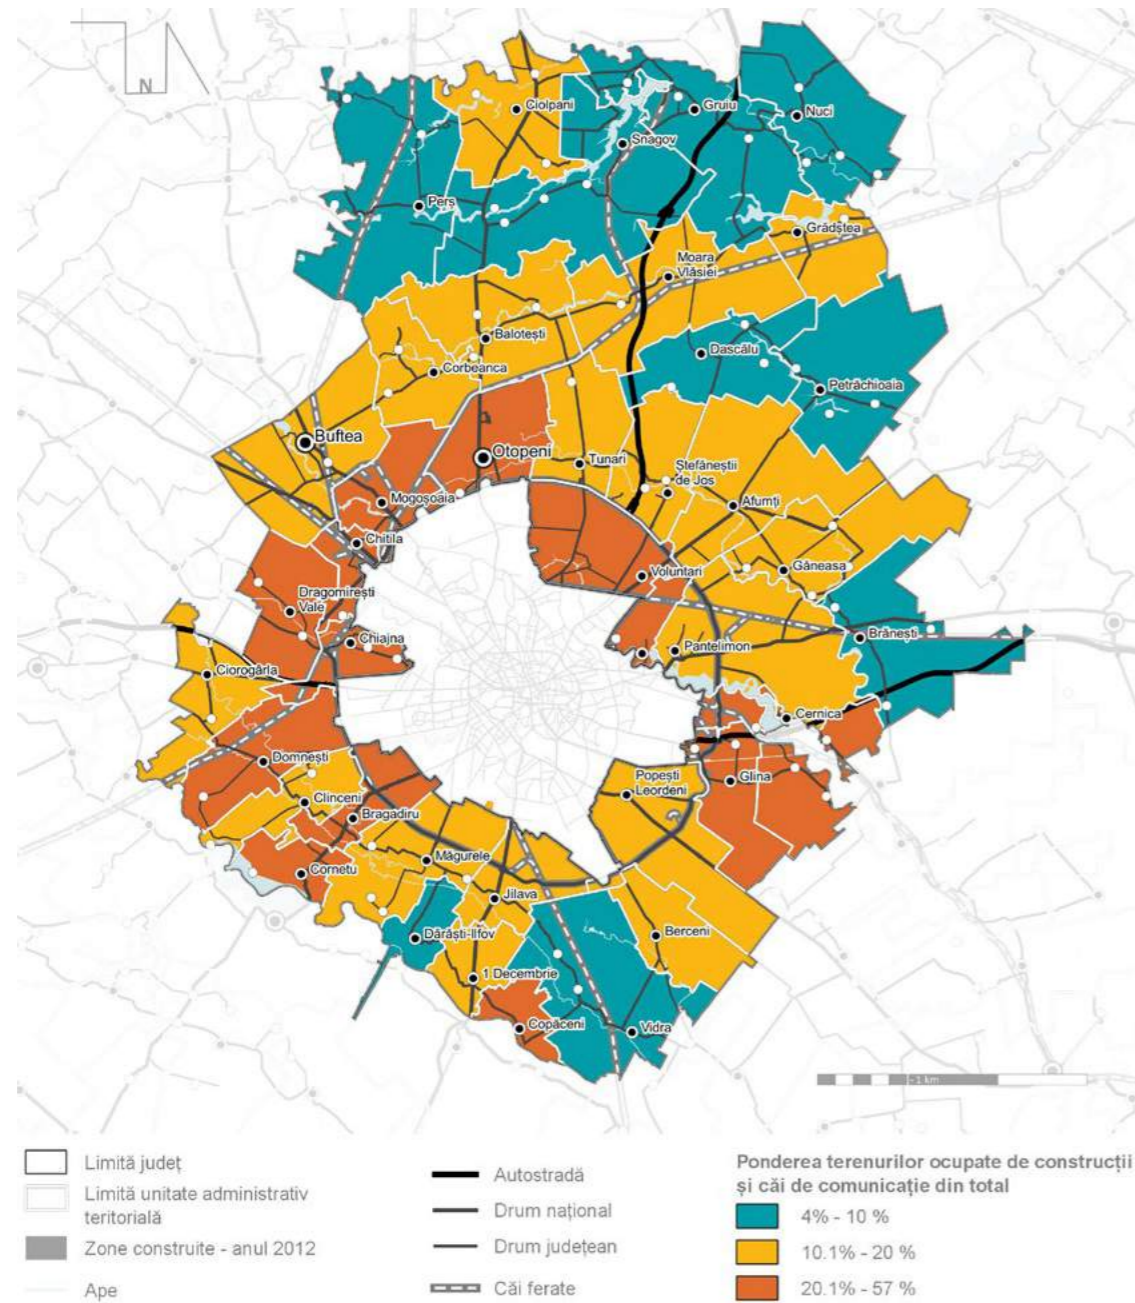 N
Ciolpani
Gruiu
Nuci
Snagov
Periș
Grădștea
Moara
Vlăsiei
Balotești
Dascălu
Corbeanca
Petrăchioaia
Buftea
Otopeni
Tunari
Ștefăneștii
de Jos
Mogoșoaia
Afumți
Chitila
Găneasa
Voluntari
Dragomirești
Vale
Brănești
Chiajna
Pantelimon
Ciorogârla
Cernica
Domnești
Popești
Leordeni
Glina
Clinceni
Bragadiru
Măgurele
Cornetu
Jilava
Dărăști-Ilfov
Berceni
1 Decembrie
Copăceni
Vidra
~1 km
Limită județ
Limită unitate administrativ
teritorială
Zone construite - anul 2012
Ape
Autostradă
Drum național
Drum județean
Căi ferate
Ponderea terenurilor ocupate de construcții
și căi de comunicație din total
4% - 10 %
10.1% - 20 %
20.1% - 57 %